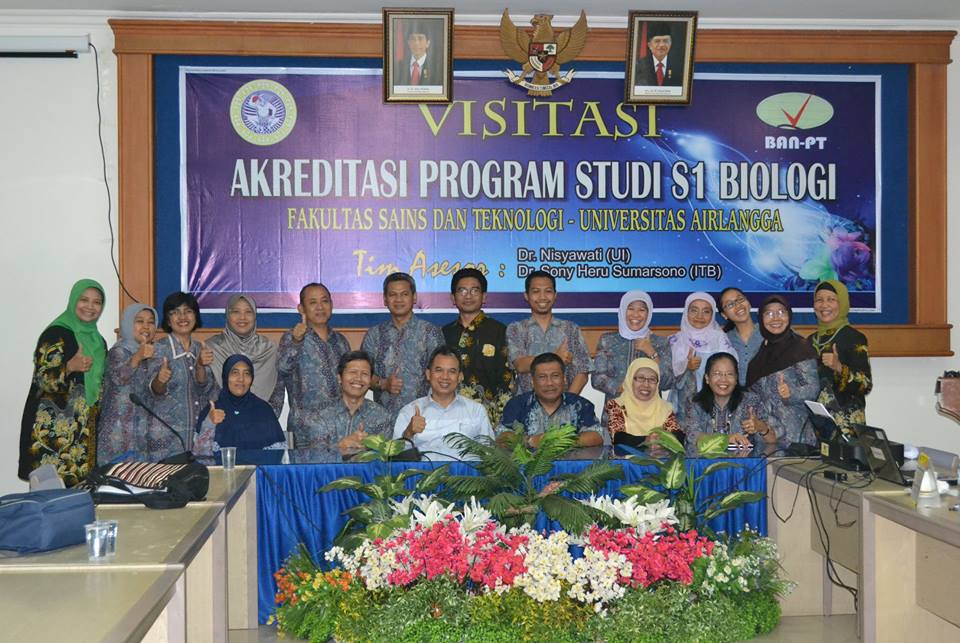 VISITASI
BAN-PT
AKREDITASI PROGRAM STUDI S1 BIOLOGI
FAKULTAS SAINS DAN TEKNOLOGI - UNIVERSITAS AIRLANGGA
Tim Asesor :
Dr. Nisyawati (UI)
Dr. Sony Heru Sumarsono (ITB)